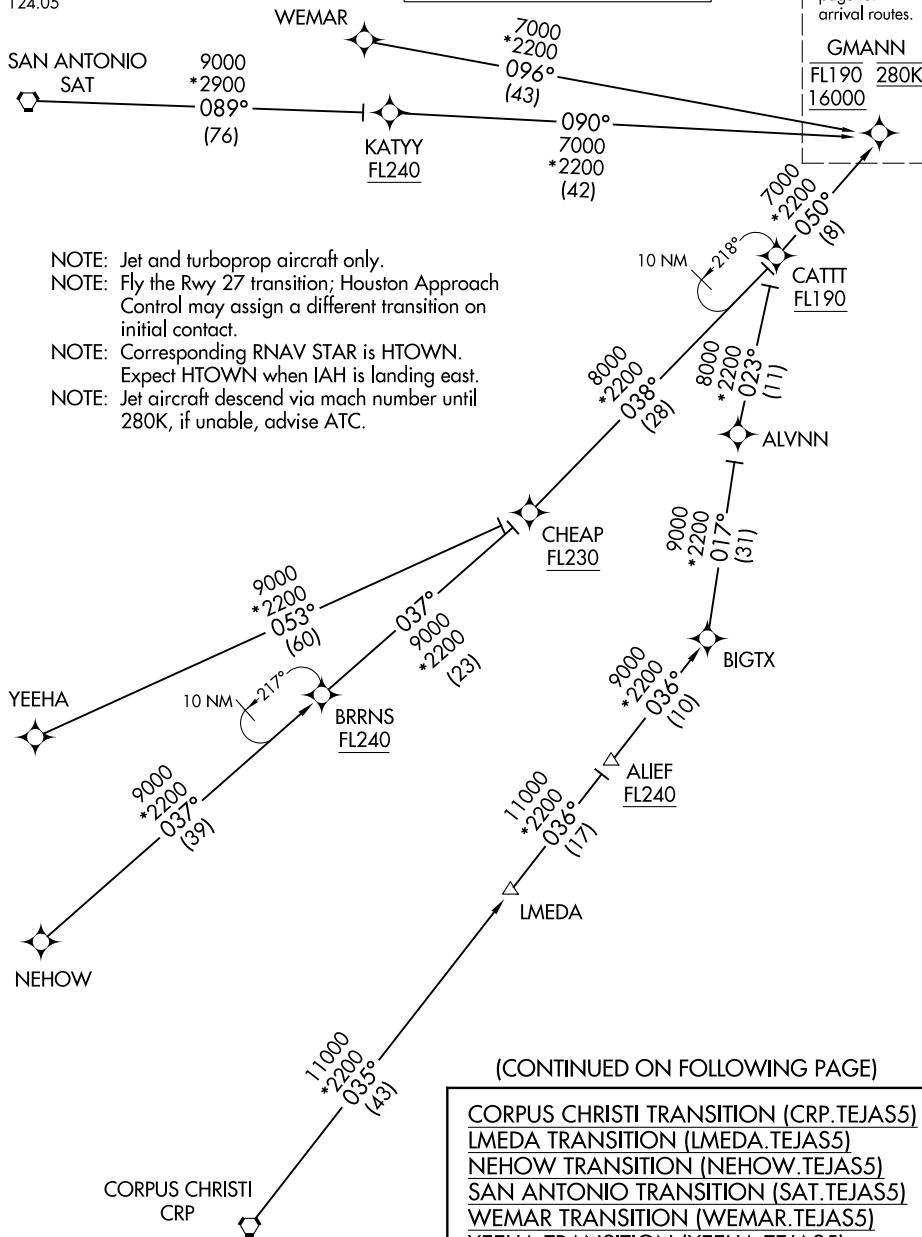 124.05
page for
arrival routes.
GMANN
FL190 280K
16000
WEMAR
7000
*2200
096°
(43)
SAN ANTONIO
SAT
9000
*2900
089°
(76)
KATYY
FL240
090°
7000
*2200
(42)
7000
*2200
050°
(8)
NOTE: Jet and turboprop aircraft only.
NOTE: Fly the Rwy 27 transition; Houston Approach
Control may assign a different transition on
initial contact.
NOTE: Corresponding RNAV STAR is HTOWN.
Expect HTOWN when IAH is landing east.
NOTE: Jet aircraft descend via mach number until
280K, if unable, advise ATC.
10 NM
218°
CATTT
FL190
8000
*2200
038°
(28)
8000
*2200
023°
(11)
ALVNN
CHEAP
FL230
9000
*2200
017°
(31)
9000
*2200
053°
(60)
037°
9000
*2200
(23)
BIGTX
YEEHA
10 NM
217°
BRRNS
FL240
9000
*2200
036°
(10)
9000
*2200
037°
(39)
ALIEF
FL240
11000
*2200
036°
(17)
LMEDA
NEHOW
11000
*2200
035°
(43)
CORPUS CHRISTI
CRP
(CONTINUED ON FOLLOWING PAGE)
CORPUS CHRISTI TRANSITION (CRP.TEJAS5)
LMEDA TRANSITION (LMEDA.TEJAS5)
NEHOW TRANSITION (NEHOW.TEJAS5)
SAN ANTONIO TRANSITION (SAT.TEJAS5)
WEMAR TRANSITION (WEMAR.TEJAS5)
YEEHA TRANSITION (YEEHA.TEJAS5)